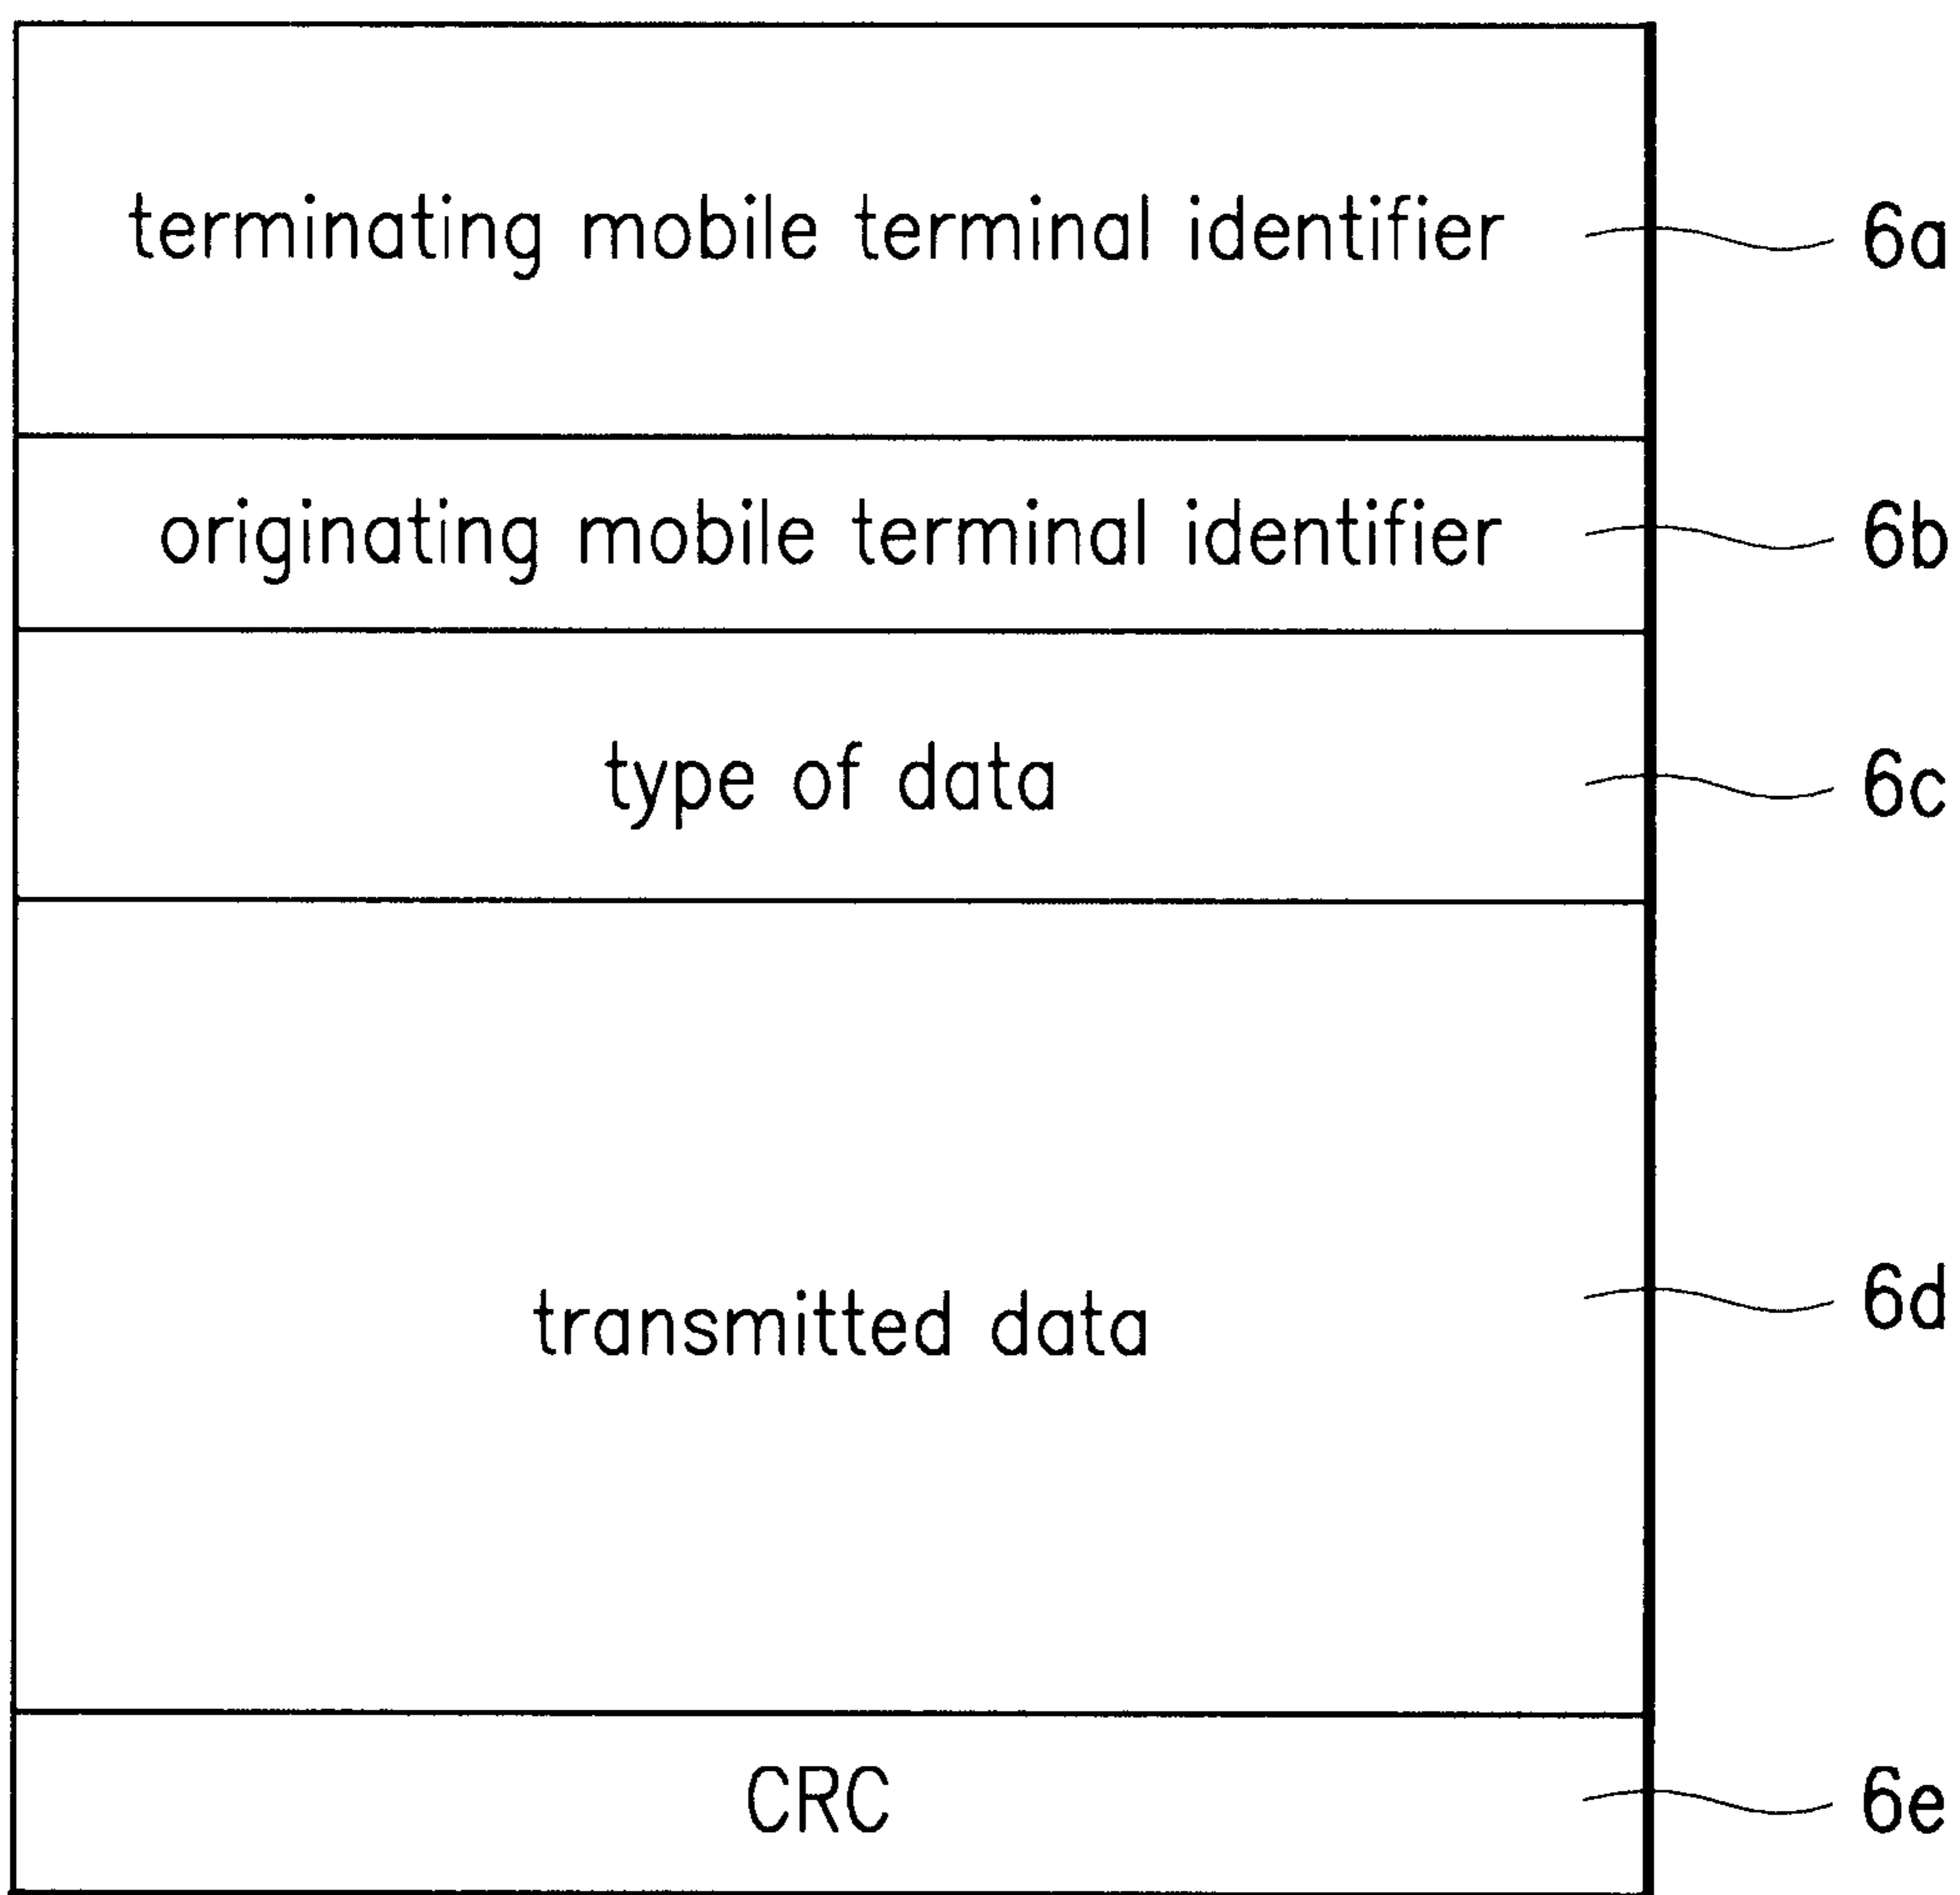 terminating mobile terminal identifier 6a
originating mobile terminal identifier 6b
type of data 6c
transmitted data 6d
CRC 6e